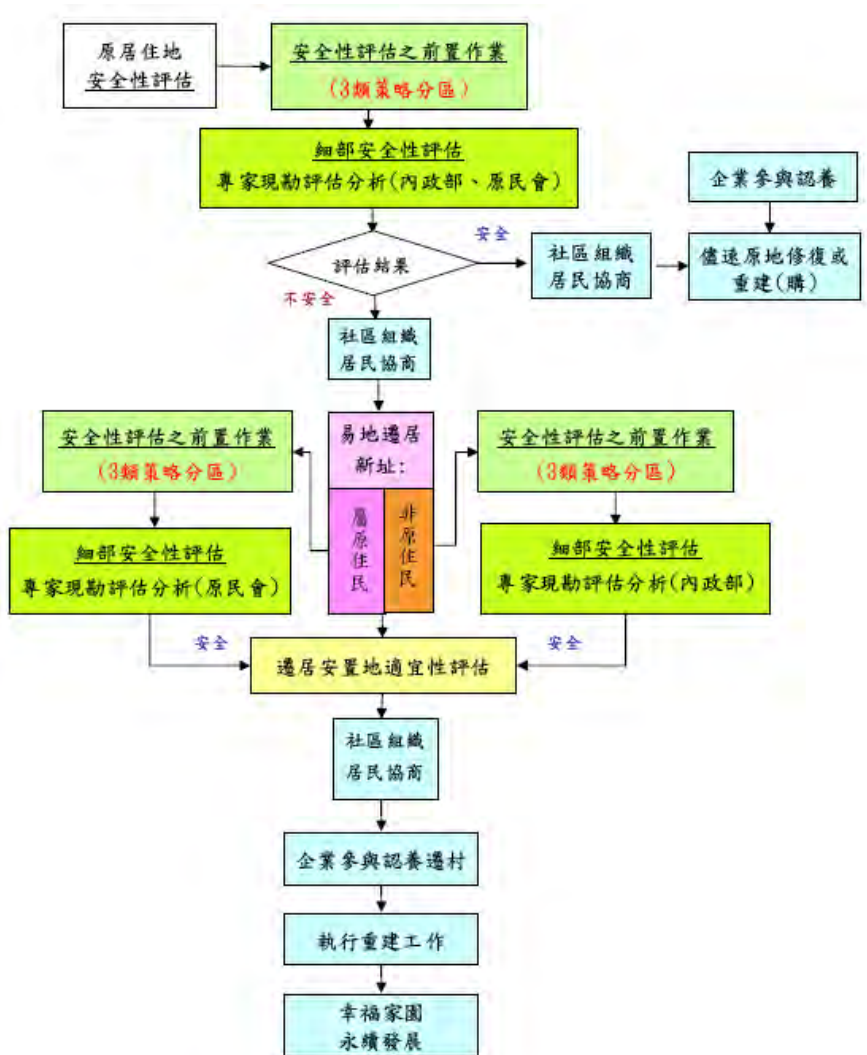 原居住地
安全性評估
安全性評估之前置作業
(3類策略分區)
細部安全性評估
專家現勘評估分析(內政部、原民會)
企業參與認養
評估結果
安全
社區組織
居民協商
儘速原地修復或
重建(購)
不安全
社區組織
居民協商
安全性評估之前置作業
(3類策略分區)
易地遷居
新址:
屬原住民
非原住民
安全性評估之前置作業
(3類策略分區)
細部安全性評估
專家現勘評估分析(原民會)
細部安全性評估
專家現勘評估分析(內政部)
安全
安全
遷居安置地適宜性評估
社區組織
居民協商
企業參與認養遷村
執行重建工作
幸福家園
永續發展